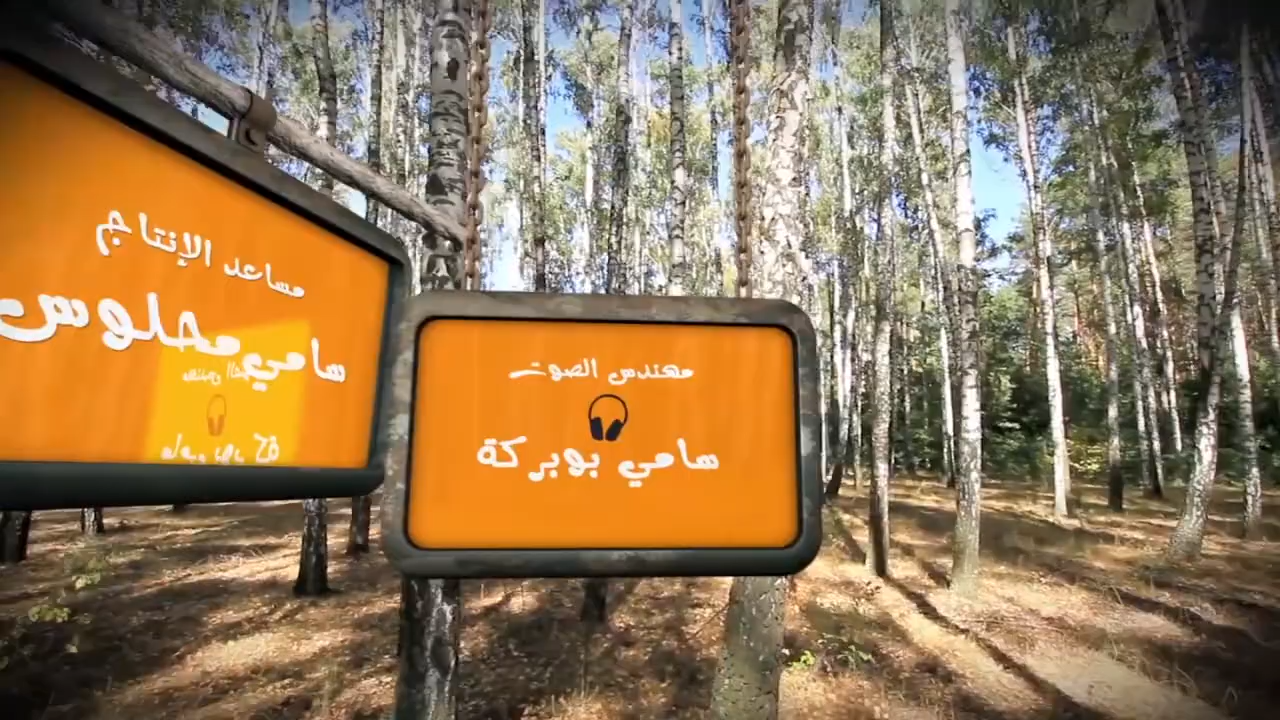 مساعد الإنتاج
سامي محلوس
مهندس الصوت
سامي بوبركة